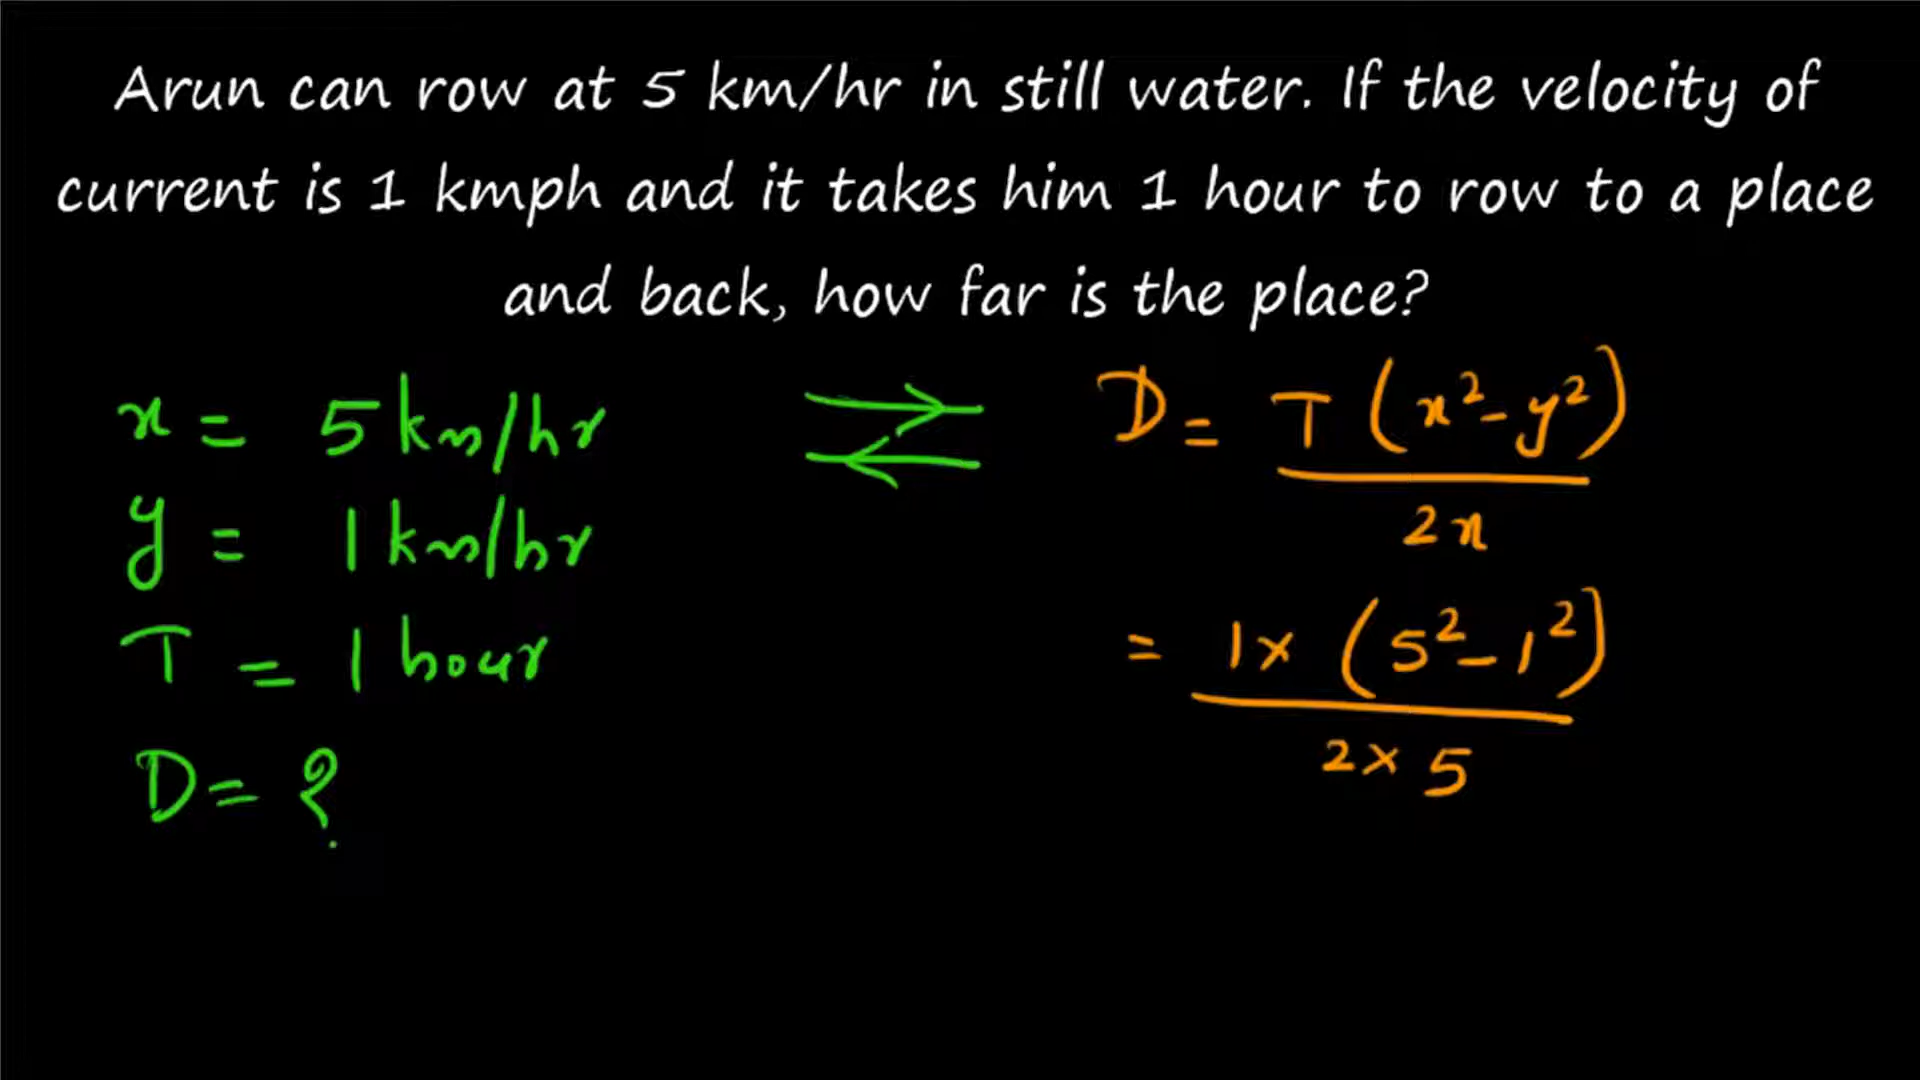 Arun can row at 5 km/hr in still water. If the velocity of
current is 1 kmph and it takes him 1 hour to row to a place
and back, how far is the place?
x = 5 km/hr
y = 1 km/hr
T = 1 hour
D = ?
D = T (x² - y²)
2x
= 1 × (5² - 1²)
2 × 5